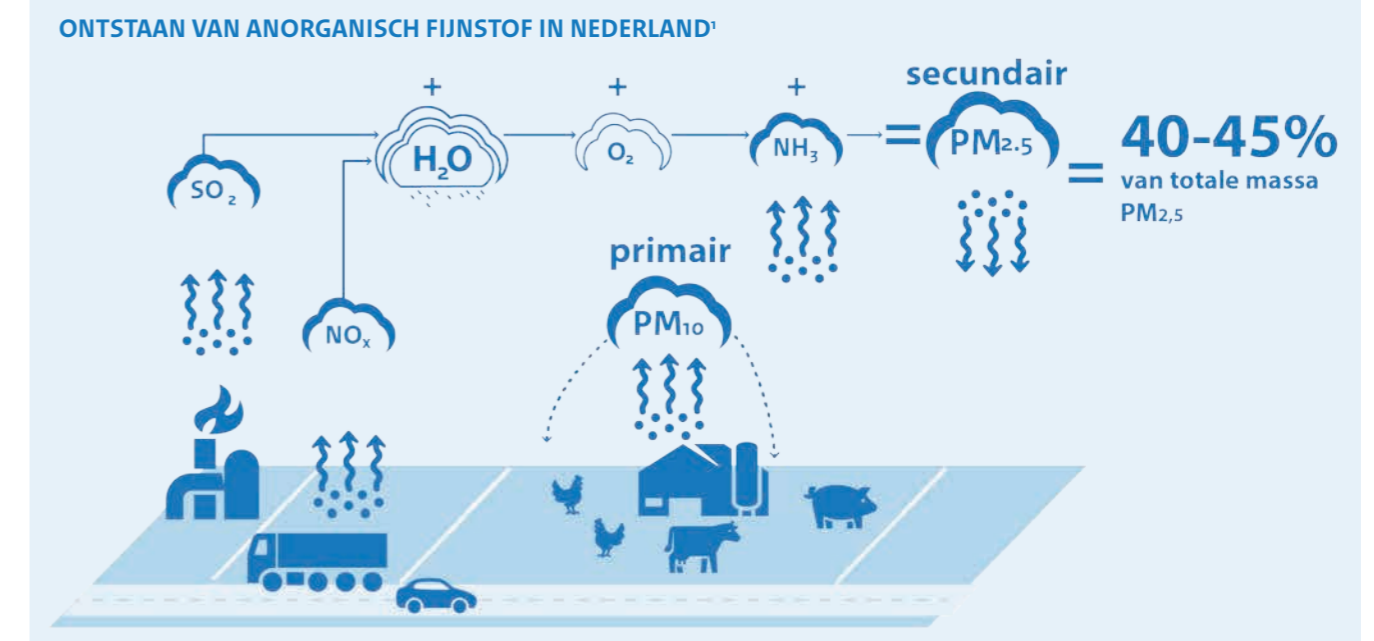 ONTSTAAN VAN ANORGANISCH FIJNSTOF IN NEDERLAND¹
secundair
+ + +
SO₂
H₂O
O₂
NH₃
=
PM2.5
=
40-45%
van totale massa
PM2,5
primair
NOₓ
PM10